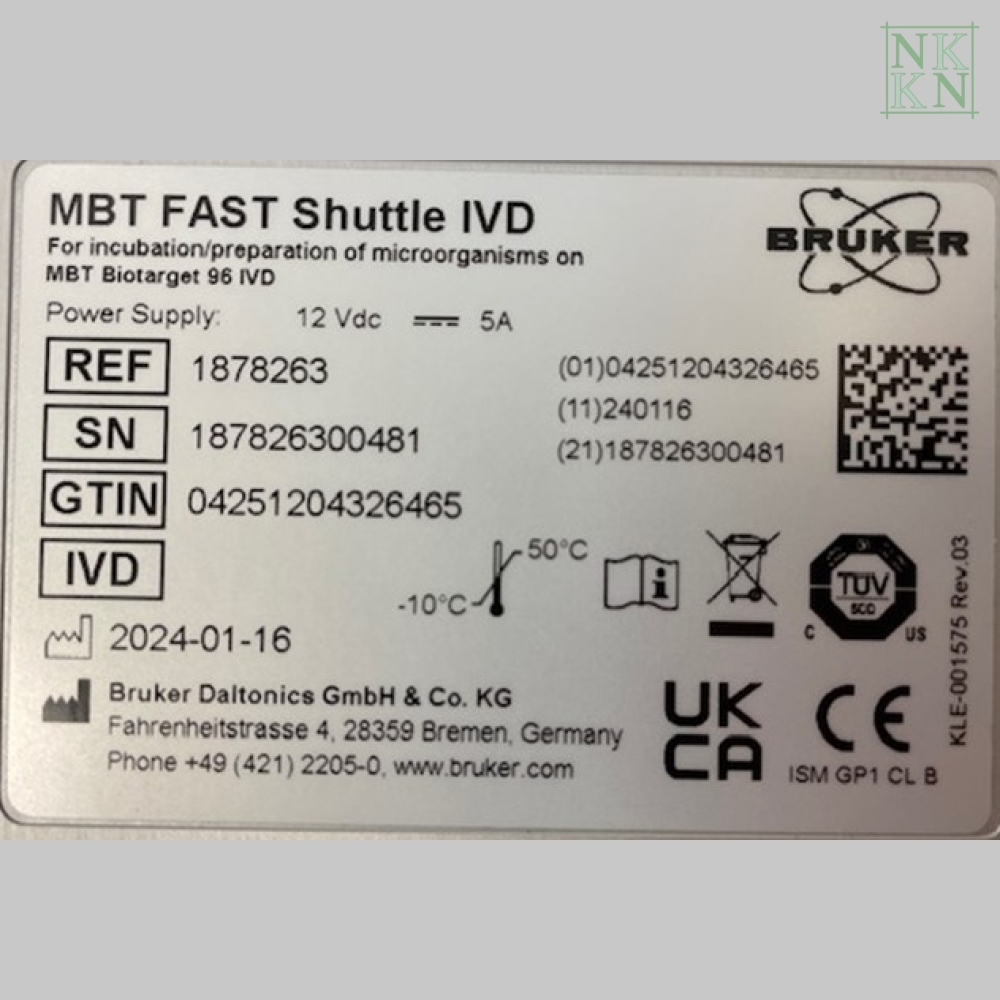 NK
KN
MBT FAST Shuttle IVD
For incubation/preparation of microorganisms on
MBT Biotarget 96 IVD
BRUKER
Power Supply: 12 Vdc 5A
REF 1878263
SN 187826300481
GTIN 04251204326465
IVD
(01)04251204326465
(11)240116
(21)187826300481
-10°C
50°C
i
TÜV
SÜD
C US
2024-01-16
Bruker Daltonics GmbH & Co. KG
Fahrenheitstrasse 4, 28359 Bremen, Germany
Phone +49 (421) 2205-0, www.bruker.com
UK
CA
CE
ISM GP1 CL B
KLE-001575 Rev.03